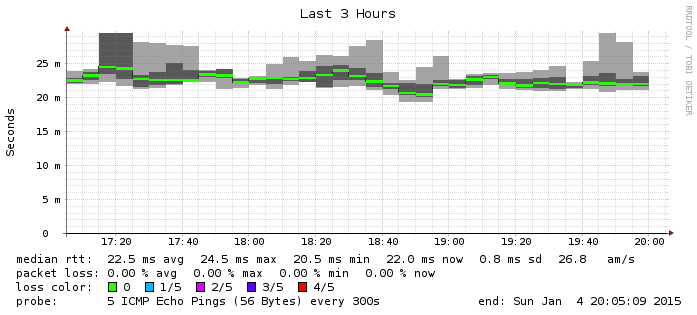 Last 3 Hours
RRDTOOL / TOBI OETIKER
Seconds
25 m
20 m
15 m
10 m
5 m
0
17:20 17:40 18:00 18:20 18:40 19:00 19:20 19:40 20:00
median rtt: 22.5 ms avg 24.5 ms max 20.5 ms min 22.0 ms now 0.8 ms sd 26.8 am/s
packet loss: 0.00 % avg 0.00 % max 0.00 % min 0.00 % now
loss color: 0 1/5 2/5 3/5 4/5
probe: 5 ICMP Echo Pings (56 Bytes) every 300s end: Sun Jan 4 20:05:09 2015